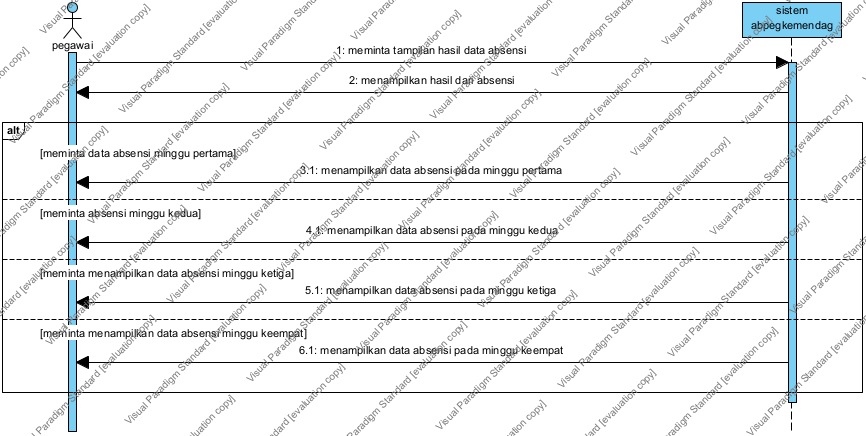 pegawai
sistem
abpegkemendag
1: meminta tampilan hasil data absensi
2: menampilkan hasil dari absensi
alt
[meminta data absensi minggu pertama]
3.1: menampilkan data absensi pada minggu pertama
[meminta absensi minggu kedua]
4.1: menampilkan data absensi pada minggu kedua
[meminta menampilkan data absensi minggu ketiga]
5.1: menampilkan data absensi pada minggu ketiga
[meminta menampilkan data absensi minggu keempat]
6.1: menampilkan data absensi pada minggu keempat
Visual Paradigm Standard [evaluation copy]